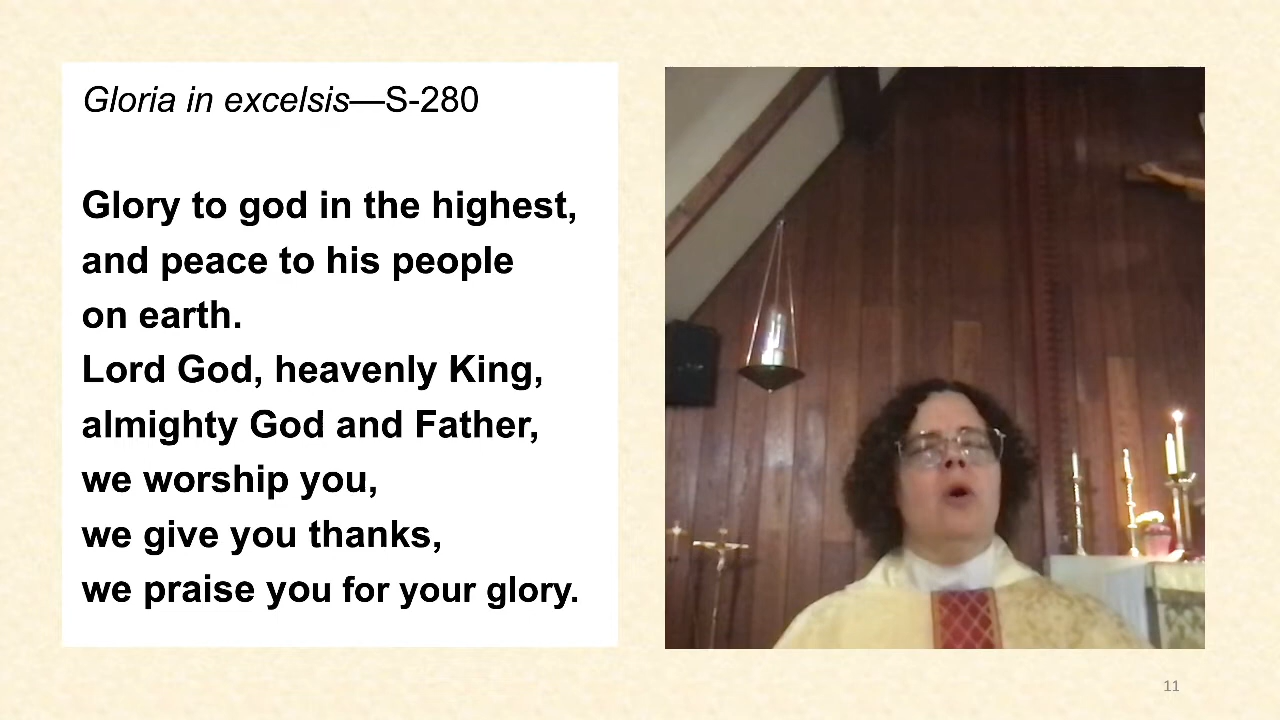 Gloria in excelsis—S-280
Glory to god in the highest,
and peace to his people
on earth.
Lord God, heavenly King,
almighty God and Father,
we worship you,
we give you thanks,
we praise you for your glory.
11